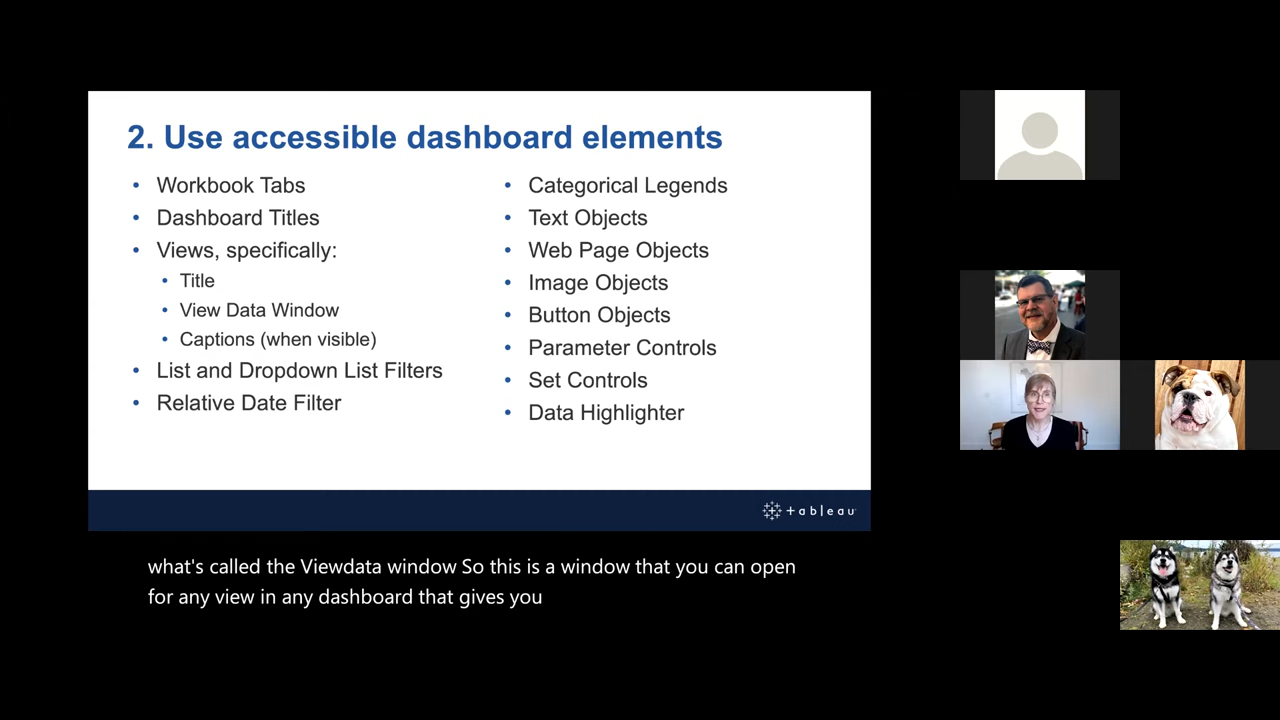 2. Use accessible dashboard elements
• Workbook Tabs
• Dashboard Titles
• Views, specifically:
• Title
• View Data Window
• Captions (when visible)
• List and Dropdown List Filters
• Relative Date Filter
• Categorical Legends
• Text Objects
• Web Page Objects
• Image Objects
• Button Objects
• Parameter Controls
• Set Controls
• Data Highlighter
+ableau
what's called the Viewdata window So this is a window that you can open
for any view in any dashboard that gives you